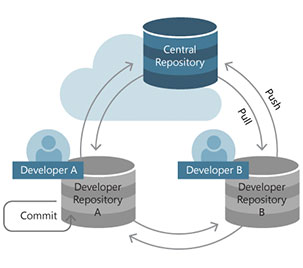 Central
Repository
Push
Pull
Developer A
Developer B
Developer
Repository
A
Developer
Repository
B
Commit